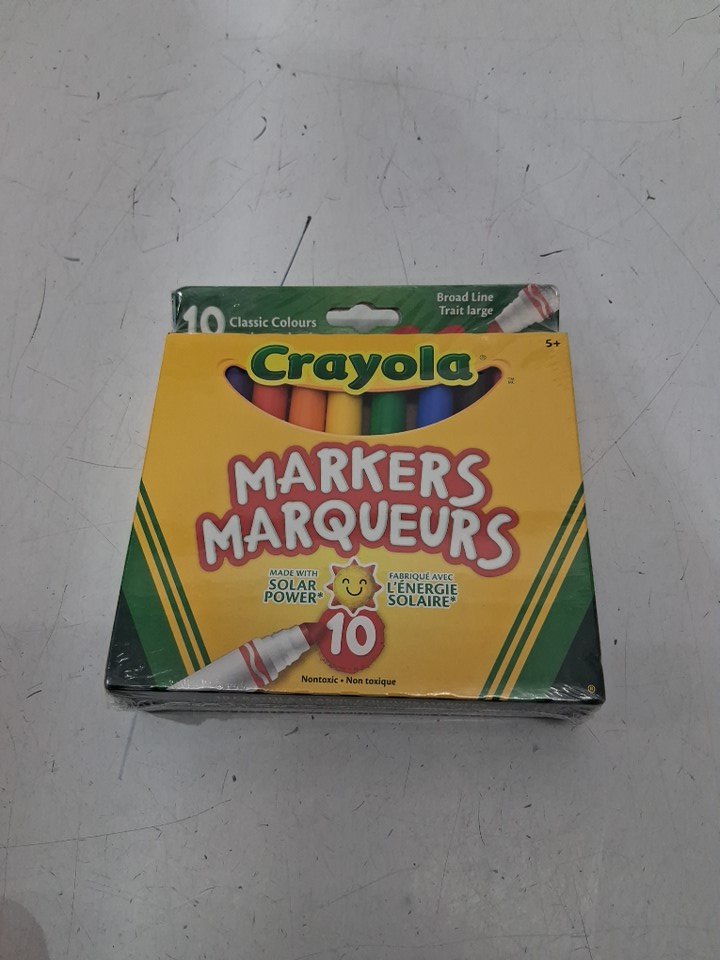 10 Classic Colours
Broad Line
Trait large
5+
Crayola®
MARKERS
MARQUEURS
MADE WITH
SOLAR
POWER*
FABRIQUÉ AVEC
L'ÉNERGIE
SOLAIRE*
10
Nontoxic • Non toxique